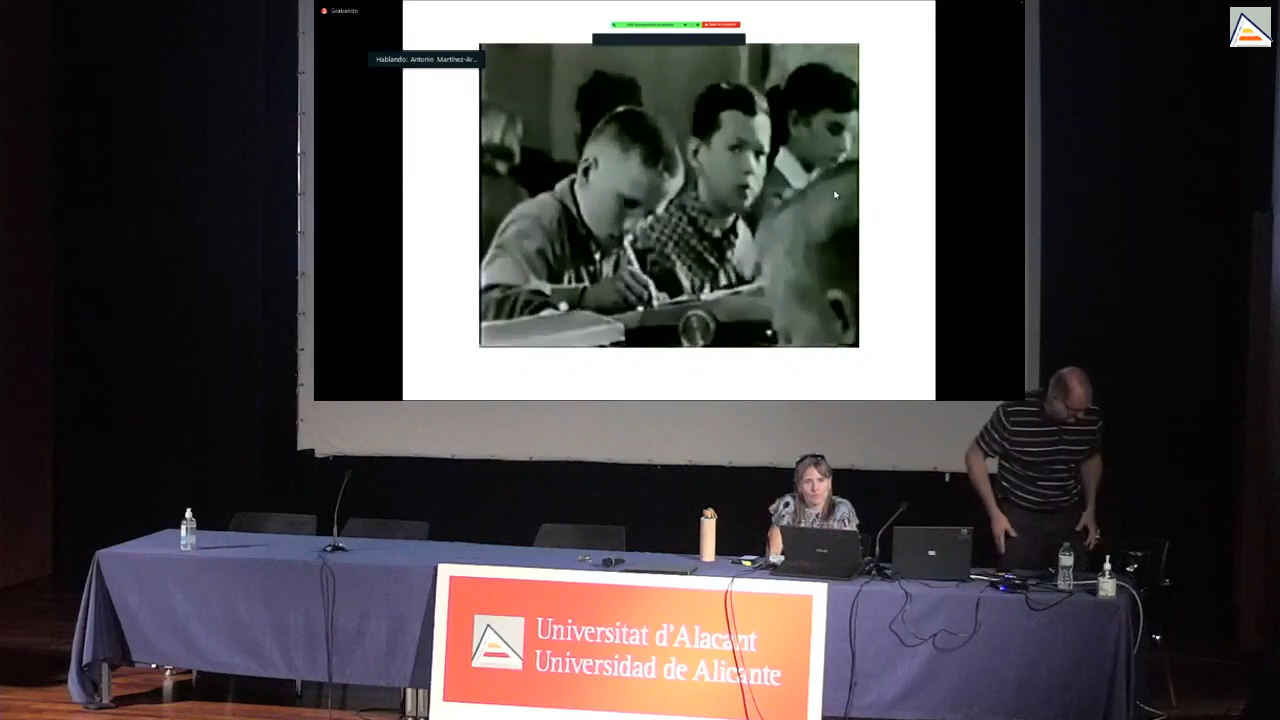 Grabando
Hablando: Antonio Martínez-Ar...
Universitat d'Alacant
Universidad de Alicante